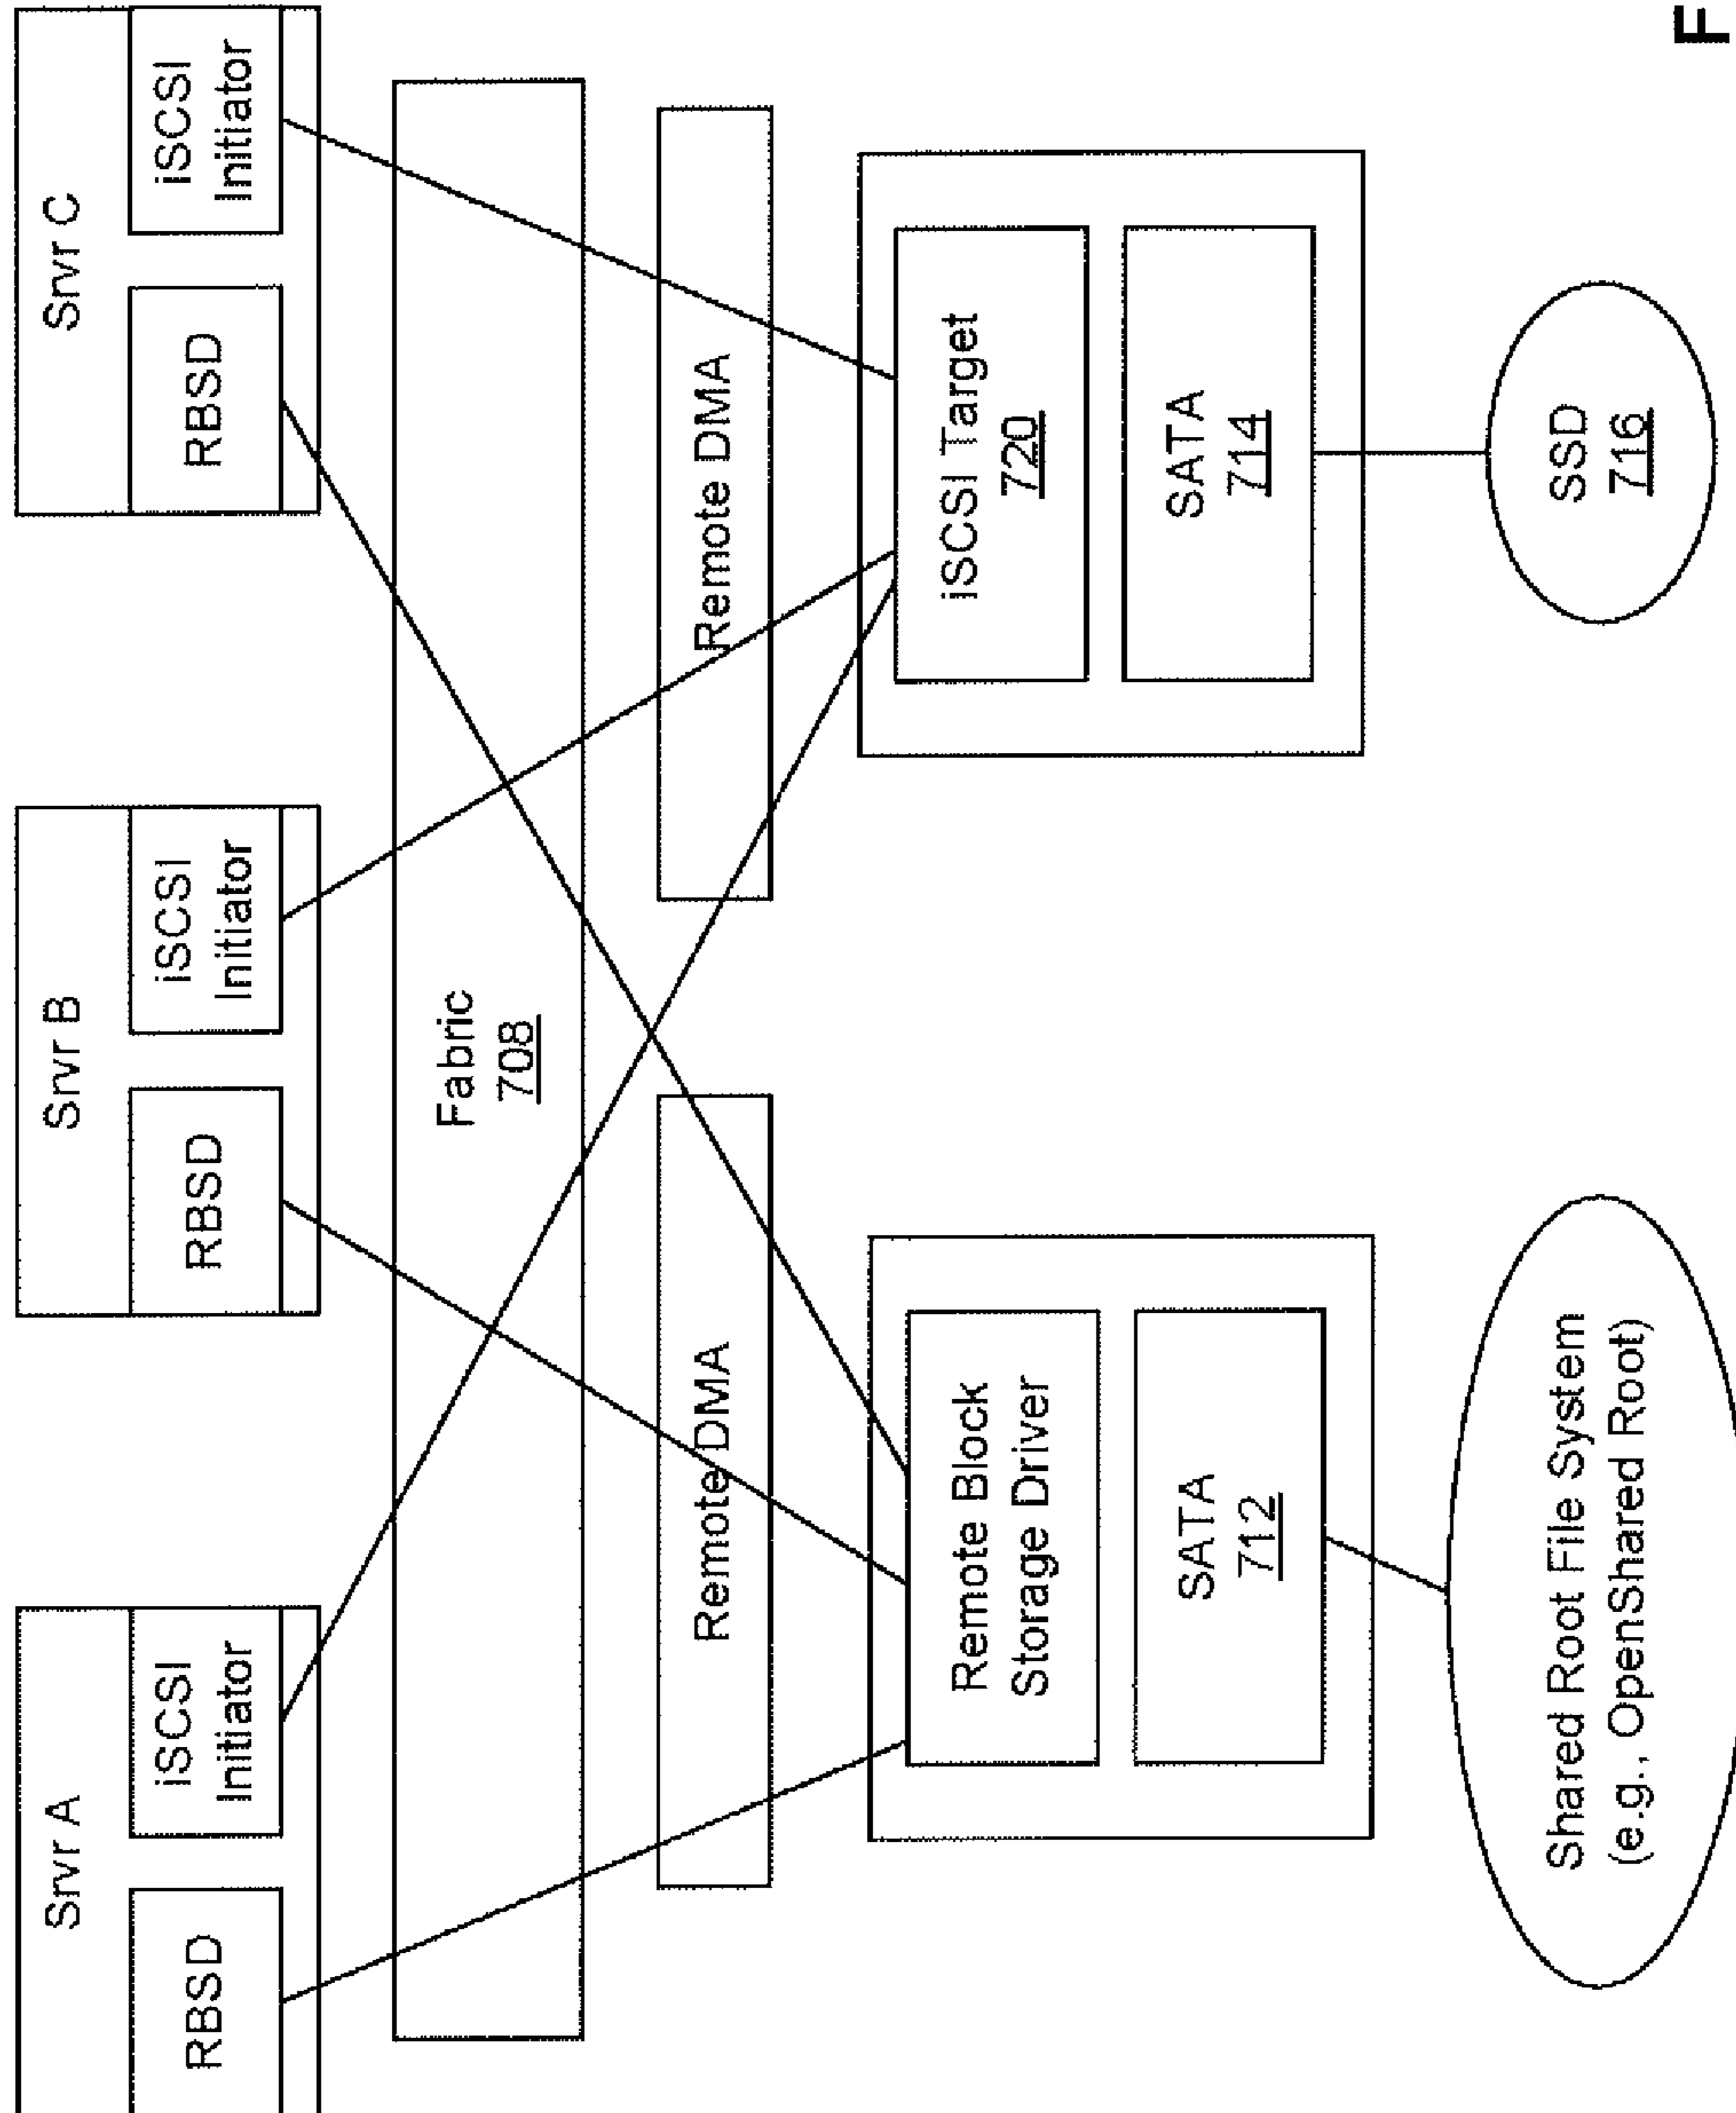 Srvr A
RBSD
iSCSI
Initiator
Srvr B
RBSD
iSCSI
Initiator
Srvr C
RBSD
iSCSI
Initiator
Fabric
708
Remote DMA
Remote DMA
Remote Block
Storage Driver
SATA
712
iSCSI Target
720
SATA
714
Shared Root File System
(e.g., OpenShared Root)
SSD
716
F